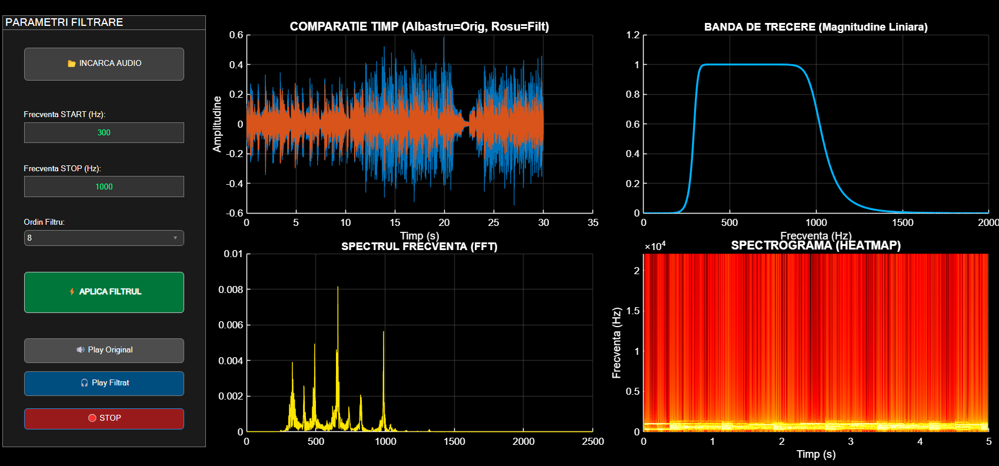 PARAMETRI FILTRARE
INCARCA AUDIO
Frecventa START (Hz):
300
Frecventa STOP (Hz):
1000
Ordin Filtru:
8
APLICA FILTRUL
Play Original
Play Filtrat
STOP
COMPARATIE TIMP (Albastru=Orig, Rosu=Filt)
Amplitudine
0.6
0.4
0.2
0
-0.2
-0.4
-0.6
0 5 10 15 20 25 30 35
Timp (s)
BANDA DE TRECERE (Magnitudine Liniara)
1.2
1
0.8
0.6
0.4
0.2
0
0 500 1000 1500 2000
Frecventa (Hz)
SPECTRUL FRECVENTA (FFT)
0.01
0.008
0.006
0.004
0.002
0
0 500 1000 1500 2000 2500
SPECTROGRAMA (HEATMAP)
×10⁴
Frecventa (Hz)
2
1.5
1
0.5
0
0 1 2 3 4 5
Timp (s)